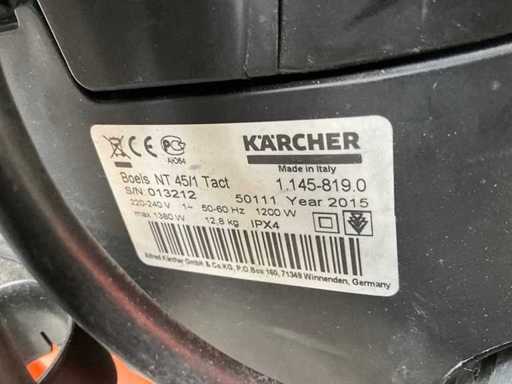 KÄRCHER
Made in Italy
CE
AЮ64
Boels NT 45/1 Tact 1.145-819.0
S/N 013212 50111 Year 2015
220-240 V 1~ 50-60 Hz 1200 W
max 1380 W 12,8 kg IPX4
Alfred Kärcher GmbH & Co.KG, P.O.Box 160, 71349 Winnenden, Germany